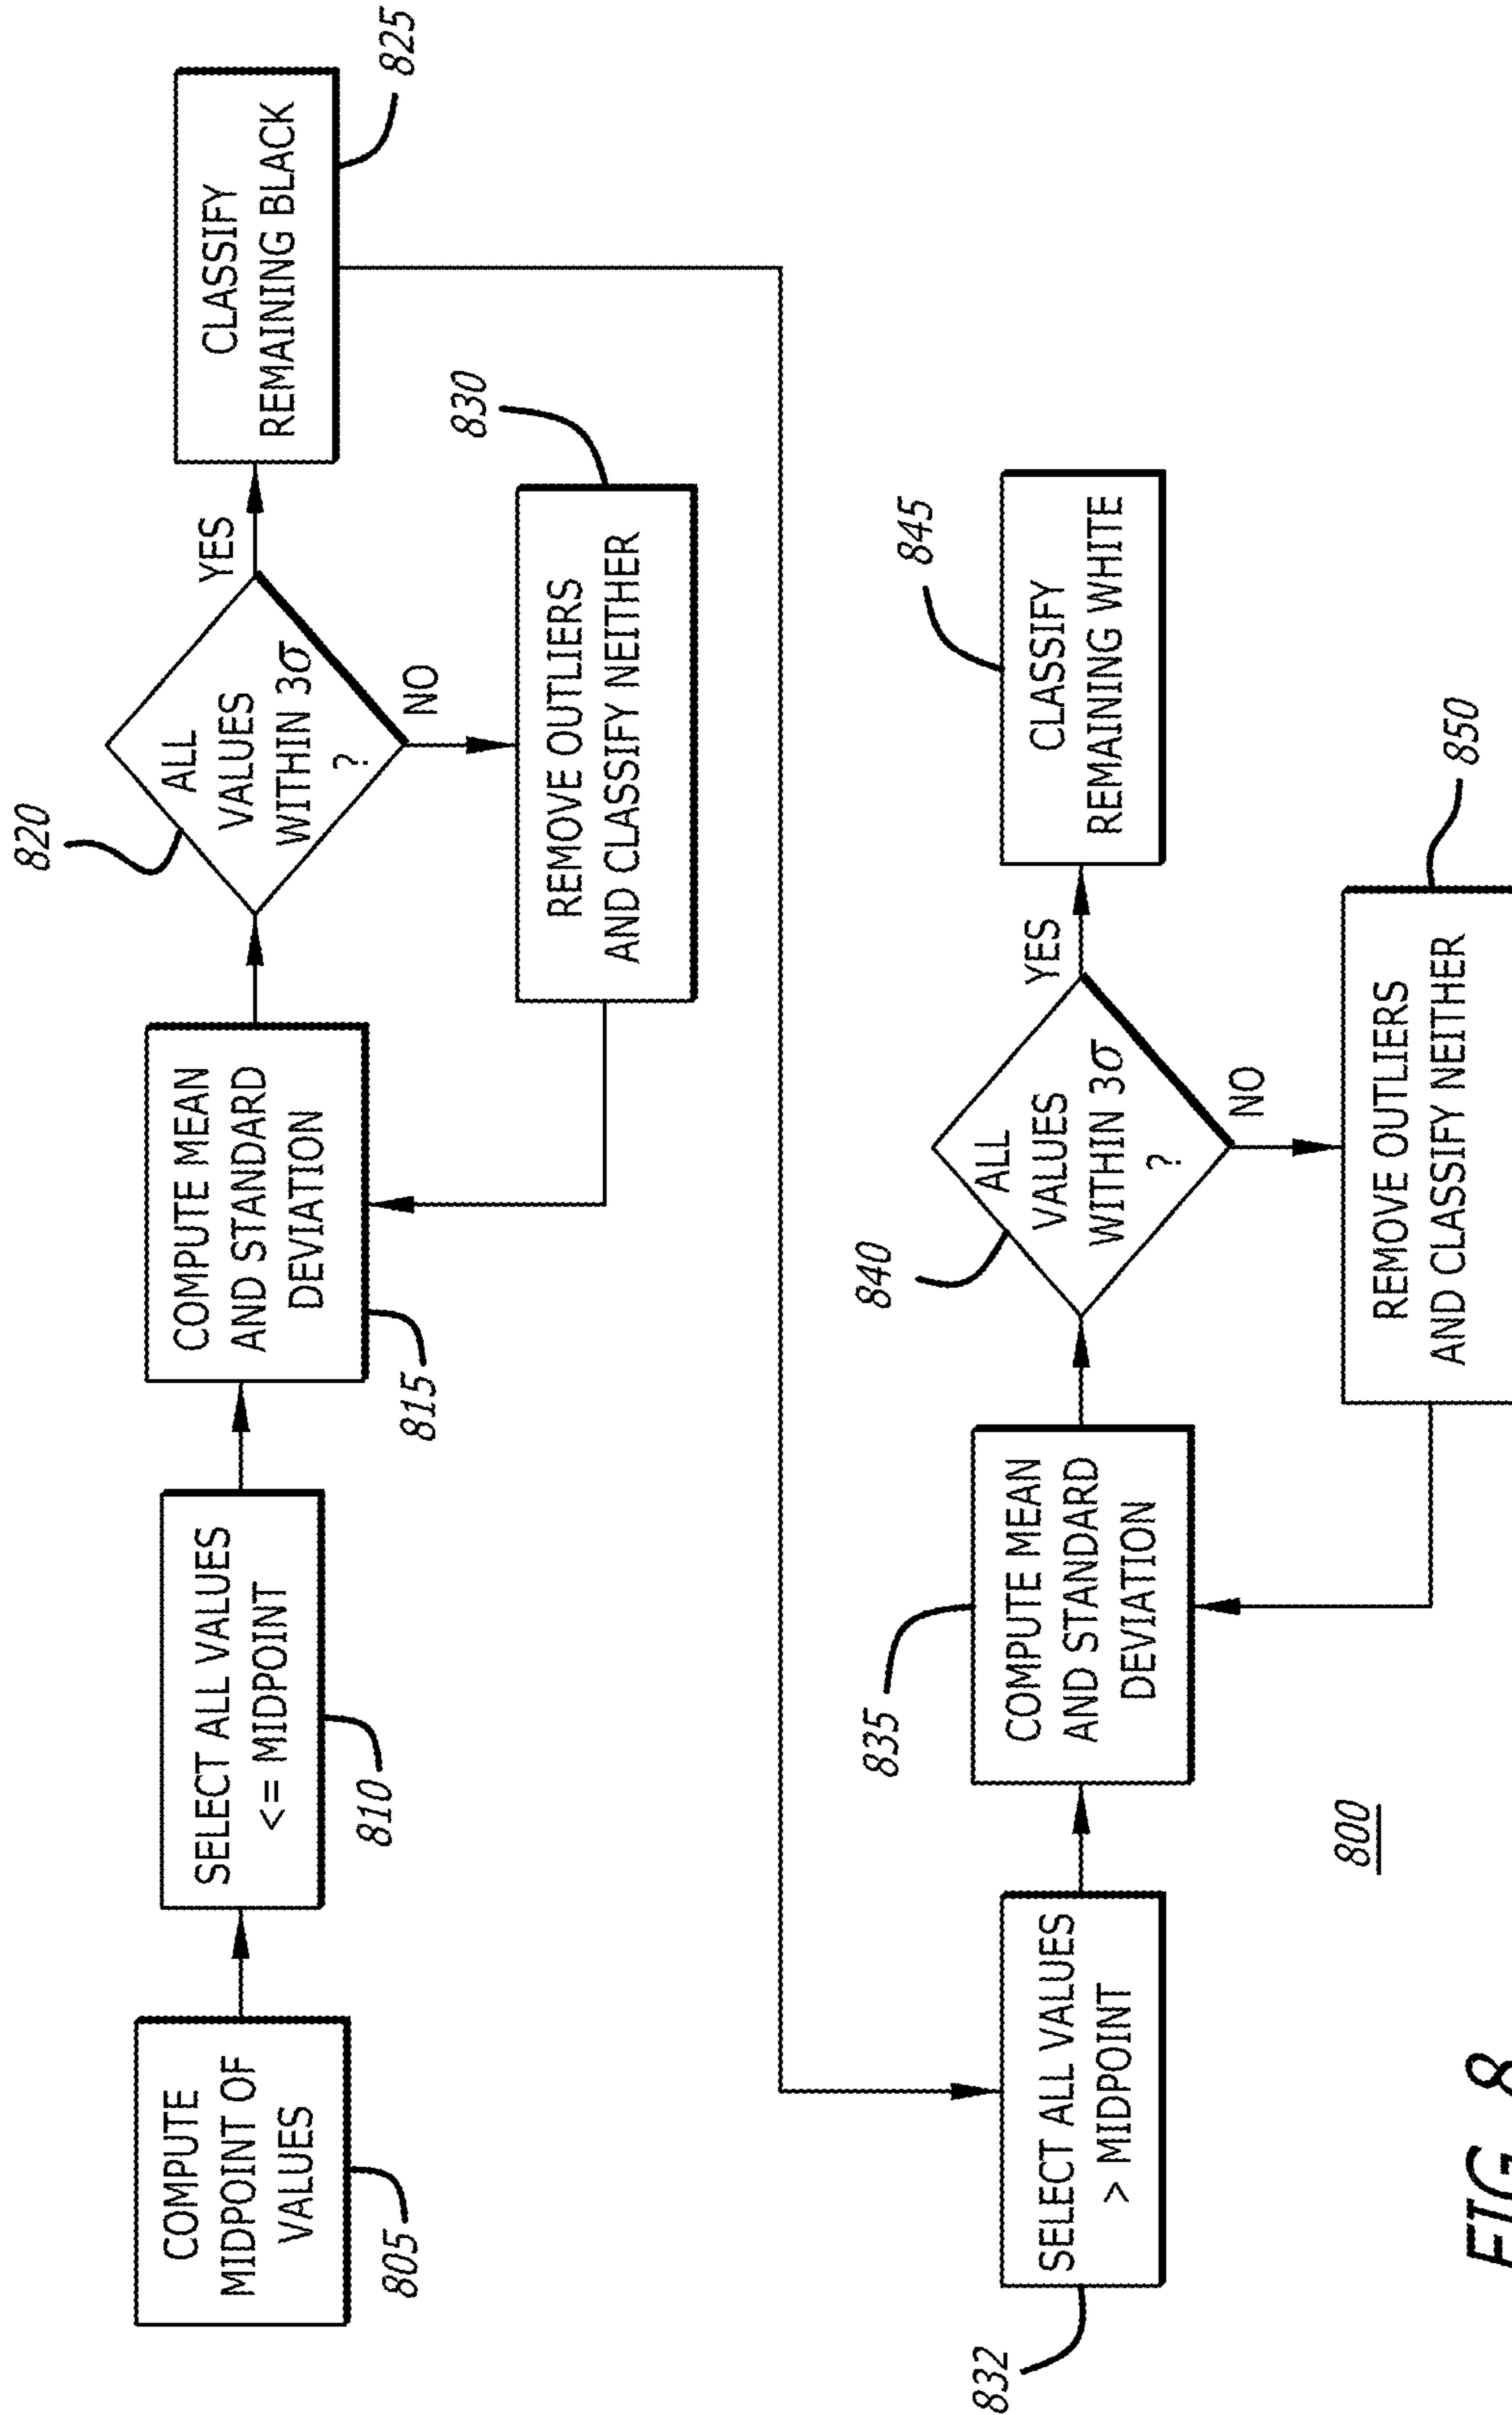 COMPUTE
MIDPOINT OF
VALUES
805
SELECT ALL VALUES
<= MIDPOINT
810
COMPUTE MEAN
AND STANDARD
DEVIATION
815
820
ALL
VALUES
WITHIN 3σ
?
YES
NO
CLASSIFY
REMAINING BLACK
825
REMOVE OUTLIERS
AND CLASSIFY NEITHER
830
832
SELECT ALL VALUES
> MIDPOINT
835
COMPUTE MEAN
AND STANDARD
DEVIATION
840
ALL
VALUES
WITHIN 3σ
?
YES
NO
845
CLASSIFY
REMAINING WHITE
REMOVE OUTLIERS
AND CLASSIFY NEITHER
850
800
FIG. 8